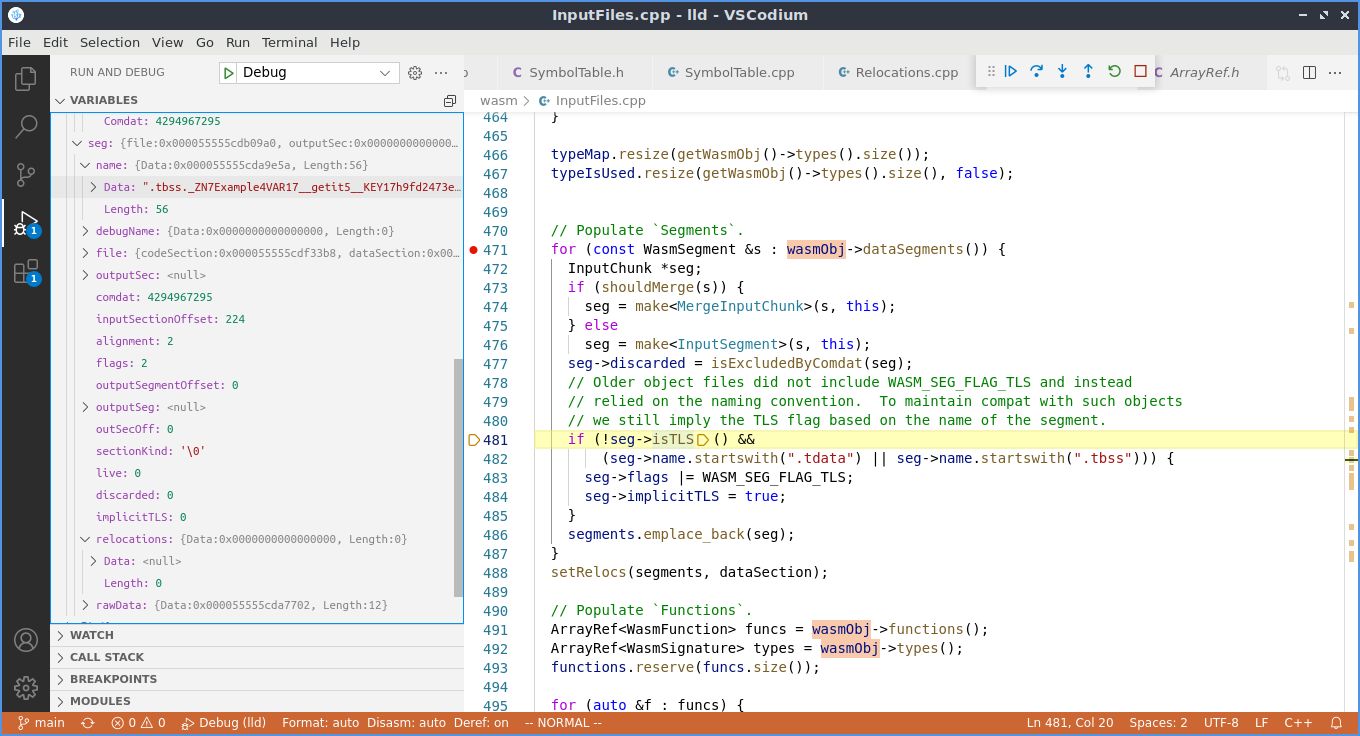 InputFiles.cpp - lld - VSCodium
File Edit Selection View Go Run Terminal Help
RUN AND DEBUG Debug
SymbolTable.h SymbolTable.cpp Relocations.cpp ArrayRef.h
VARIABLES
Comdat: 4294967295
seg: {file:0x000055555cdb09a0, outputSec:0x0000000000000...
name: {Data:0x000055555cda9e5a, Length:56}
Data: ".tbss._ZN7Example4VAR17__getit5__KEY17h9fd2473e...
Length: 56
debugName: {Data:0x0000000000000000, Length:0}
file: {codeSection:0x000055555cdf33b8, dataSection:0x00...
outputSec: <null>
comdat: 4294967295
inputSectionOffset: 224
alignment: 2
flags: 2
outputSegmentOffset: 0
outputSeg: <null>
outSecOff: 0
sectionKind: '\0'
live: 0
discarded: 0
implicitTLS: 0
relocations: {Data:0x0000000000000000, Length:0}
Data: <null>
Length: 0
rawData: {Data:0x000055555cda7702, Length:12}
WATCH
CALL STACK
BREAKPOINTS
MODULES
1
1
wasm > InputFiles.cpp
464 }
465
466 typeMap.resize(getWasmObj()->types().size());
467 typeIsUsed.resize(getWasmObj()->types().size(), false);
468
469
470 // Populate `Segments`.
471 for (const WasmSegment &s : wasmObj->dataSegments()) {
472 InputChunk *seg;
473 if (shouldMerge(s)) {
474 seg = make<MergeInputChunk>(s, this);
475 } else
476 seg = make<InputSegment>(s, this);
477 seg->discarded = isExcludedByComdat(seg);
478 // Older object files did not include WASM_SEG_FLAG_TLS and instead
479 // relied on the naming convention.  To maintain compat with such objects
480 // we still imply the TLS flag based on the name of the segment.
481 if (!seg->isTLS() &&
482 (seg->name.startswith(".tdata") || seg->name.startswith(".tbss"))) {
483 seg->flags |= WASM_SEG_FLAG_TLS;
484 seg->implicitTLS = true;
485 }
486 segments.emplace_back(seg);
487 }
488 setRelocs(segments, dataSection);
489
490 // Populate `Functions`.
491 ArrayRef<WasmFunction> funcs = wasmObj->functions();
492 ArrayRef<WasmSignature> types = wasmObj->types();
493 functions.reserve(funcs.size());
494
495 for (auto &f : funcs) {
main 0 0 Debug (lld) Format: auto Disasm: auto Deref: on -- NORMAL -- Ln 481, Col 20 Spaces: 2 UTF-8 LF C++